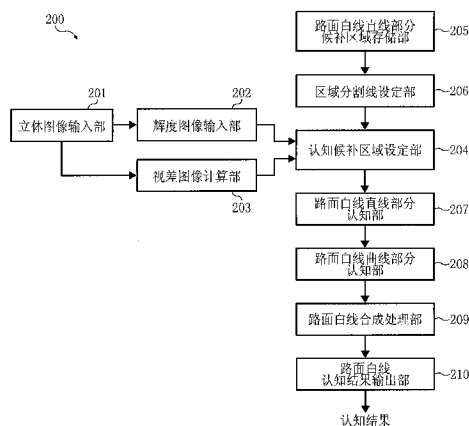 200
路面白线直线部分
候补区域存储部
205
区域分割线设定部
206
201
立体图像输入部
202
辉度图像输入部
认知候补区域设定部
204
视差图像计算部
203
路面白线直线部分
认知部
207
路面白线曲线部分
认知部
208
路面白线合成处理部
209
路面白线
认知结果输出部
210
认知结果